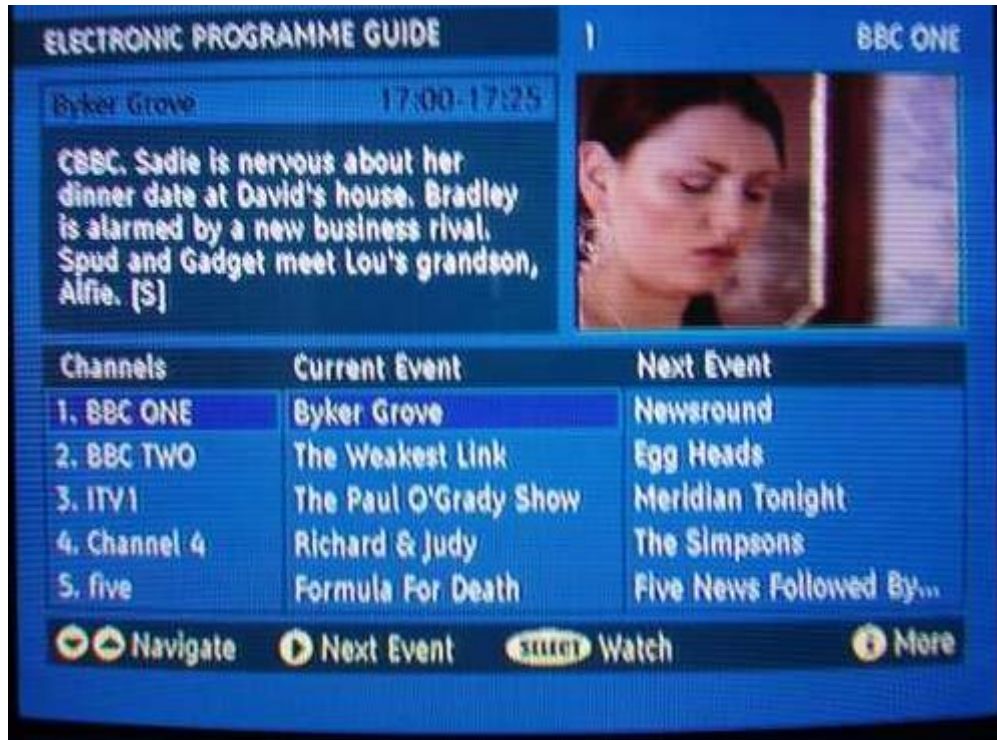 ELECTRONIC PROGRAMME GUIDE 1 BBC ONE
Byker Grove 17:00-17:25
CBBC. Sadie is nervous about her
dinner date at David's house. Bradley
is alarmed by a new business rival.
Spud and Gadget meet Lou's grandson,
Alfie. [S]
Channels Current Event Next Event
1. BBC ONE Byker Grove Newsround
2. BBC TWO The Weakest Link Egg Heads
3. ITV1 The Paul O'Grady Show Meridian Tonight
4. Channel 4 Richard & Judy The Simpsons
5. five Formula For Death Five News Followed By...
Navigate Next Event SELECT Watch i More